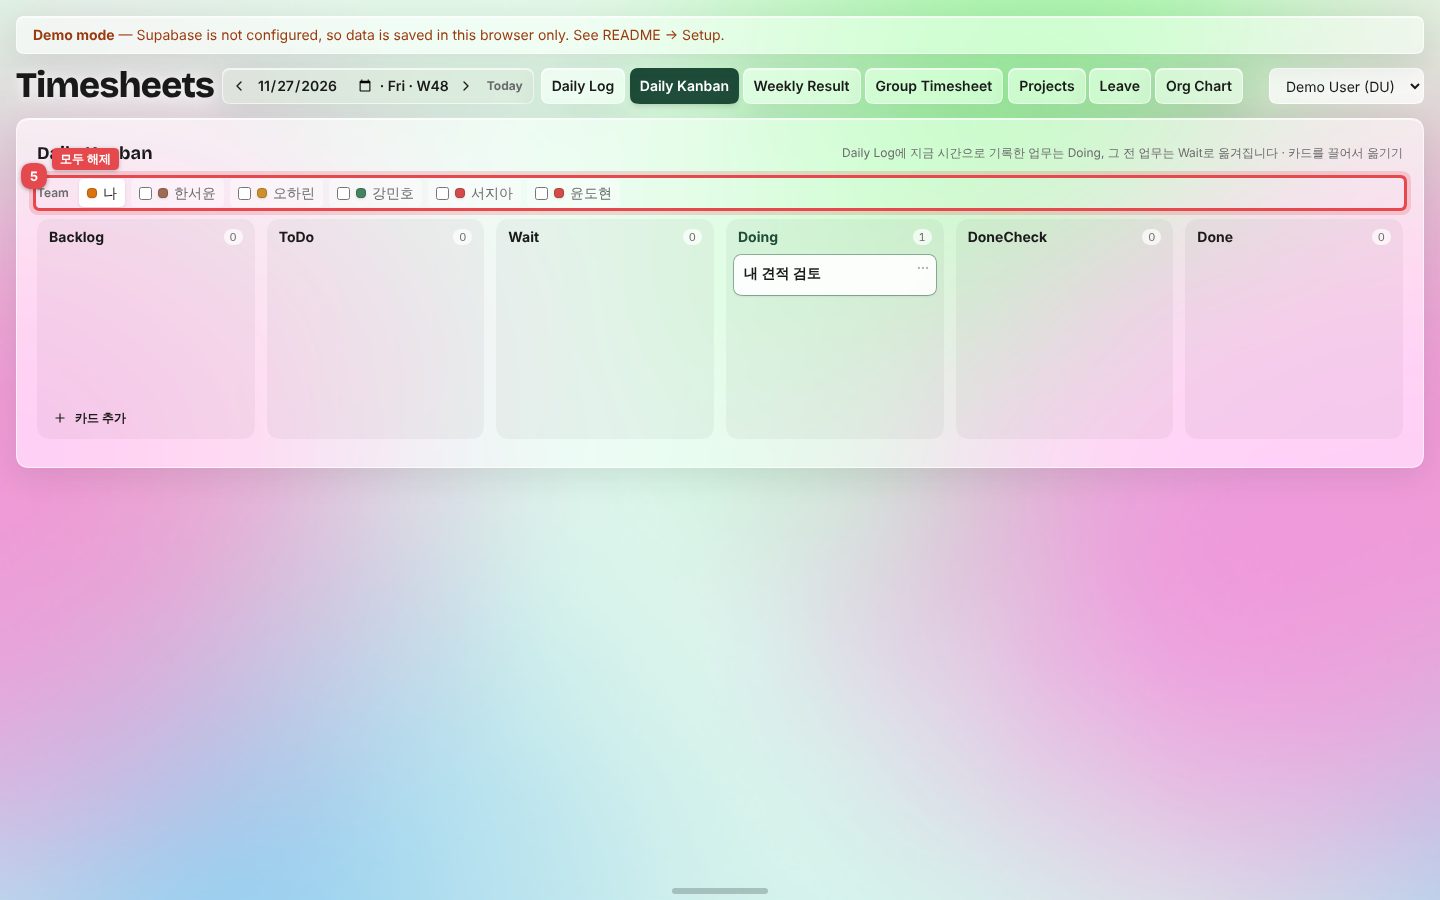 Demo mode — Supabase is not configured, so data is saved in this browser only. See README → Setup.
Timesheets
11/27/2026 · Fri · W48 Today
Daily Log
Daily Kanban
Weekly Result
Group Timesheet
Projects
Leave
Org Chart
Demo User (DU)
모두 해제
Daily Log에 지금 시간으로 기록한 업무는 Doing, 그 전 업무는 Wait로 옮겨집니다 · 카드를 끌어서 옮기기
5
Team 나 한서윤 오하린 강민호 서지아 윤도현
Backlog 0
ToDo 0
Wait 0
Doing 1
DoneCheck 0
Done 0
내 견적 검토 ···
+ 카드 추가